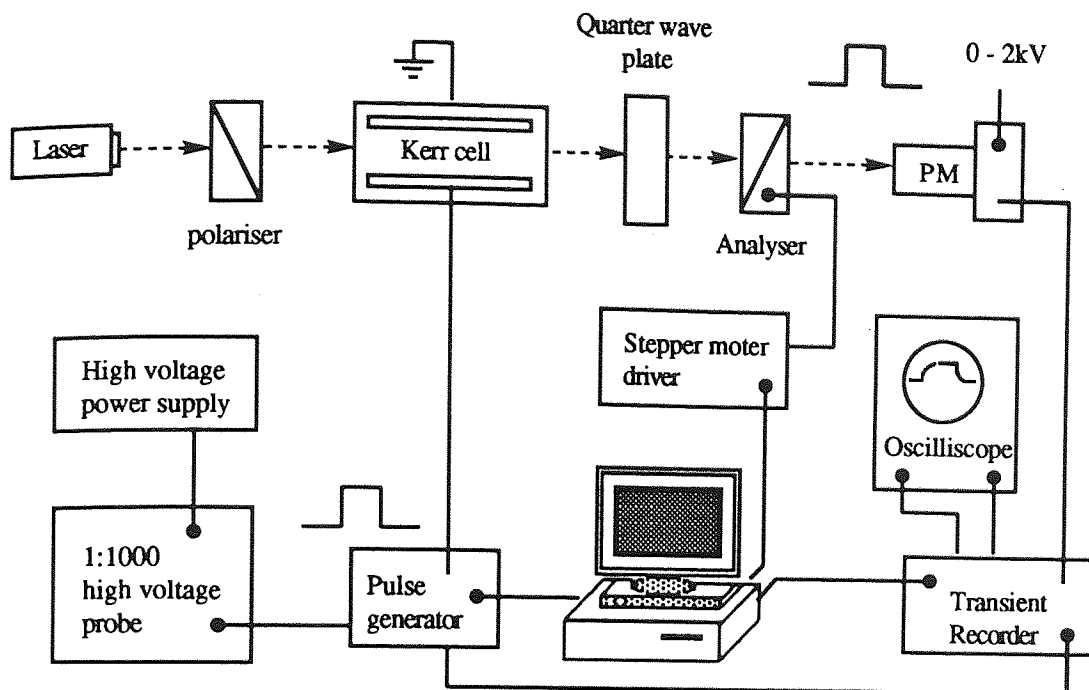 Quarter wave
plate
0 - 2kV
Laser
Kerr cell
PM
polariser
Analyser
Stepper moter
driver
High voltage
power supply
Oscilliscope
1:1000
high voltage
probe
Pulse
generator
Transient
Recorder